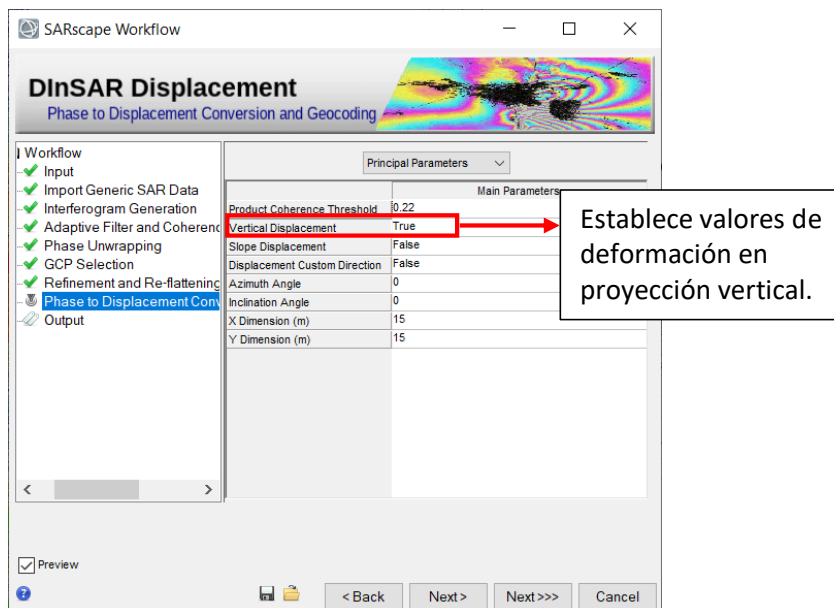 SARscape Workflow
DInSAR Displacement
Phase to Displacement Conversion and Geocoding
Workflow
Input
Import Generic SAR Data
Interferogram Generation
Adaptive Filter and Coherenc
Phase Unwrapping
GCP Selection
Refinement and Re-flattening
Phase to Displacement Conv
Output
Principal Parameters
Main Parameters
Product Coherence Threshold 0.22
Vertical Displacement True
Slope Displacement False
Displacement Custom Direction False
Azimuth Angle 0
Inclination Angle 0
X Dimension (m) 15
Y Dimension (m) 15
Establece valores de
deformación en
proyección vertical.
Preview
< Back Next > Next >>> Cancel